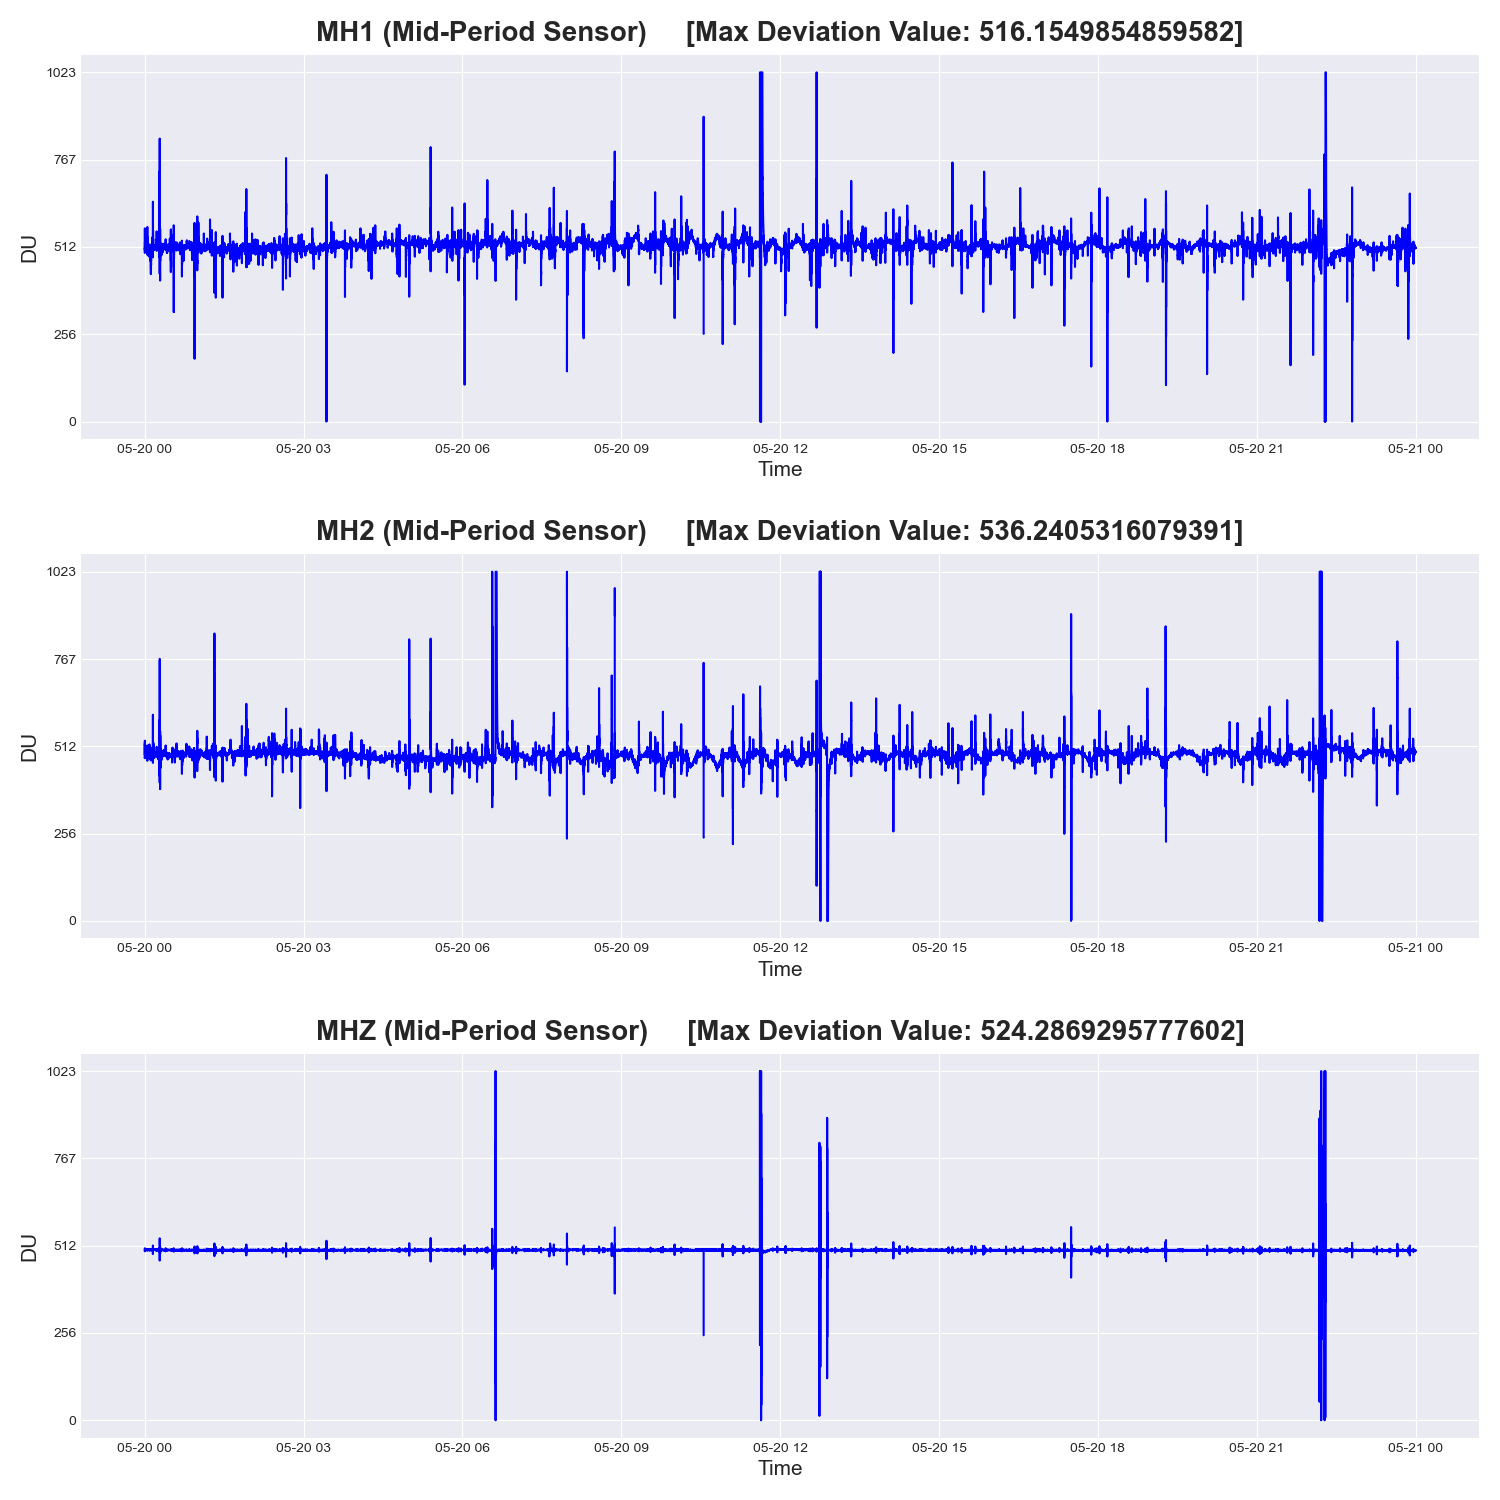 MH1 (Mid-Period Sensor) [Max Deviation Value: 516.1549854859582]
1023
767
512
256
0
DU
05-20 00 05-20 03 05-20 06 05-20 09 05-20 12 05-20 15 05-20 18 05-20 21 05-21 00
Time
MH2 (Mid-Period Sensor) [Max Deviation Value: 536.2405316079391]
1023
767
512
256
0
DU
05-20 00 05-20 03 05-20 06 05-20 09 05-20 12 05-20 15 05-20 18 05-20 21 05-21 00
Time
MHZ (Mid-Period Sensor) [Max Deviation Value: 524.2869295777602]
1023
767
512
256
0
DU
05-20 00 05-20 03 05-20 06 05-20 09 05-20 12 05-20 15 05-20 18 05-20 21 05-21 00
Time